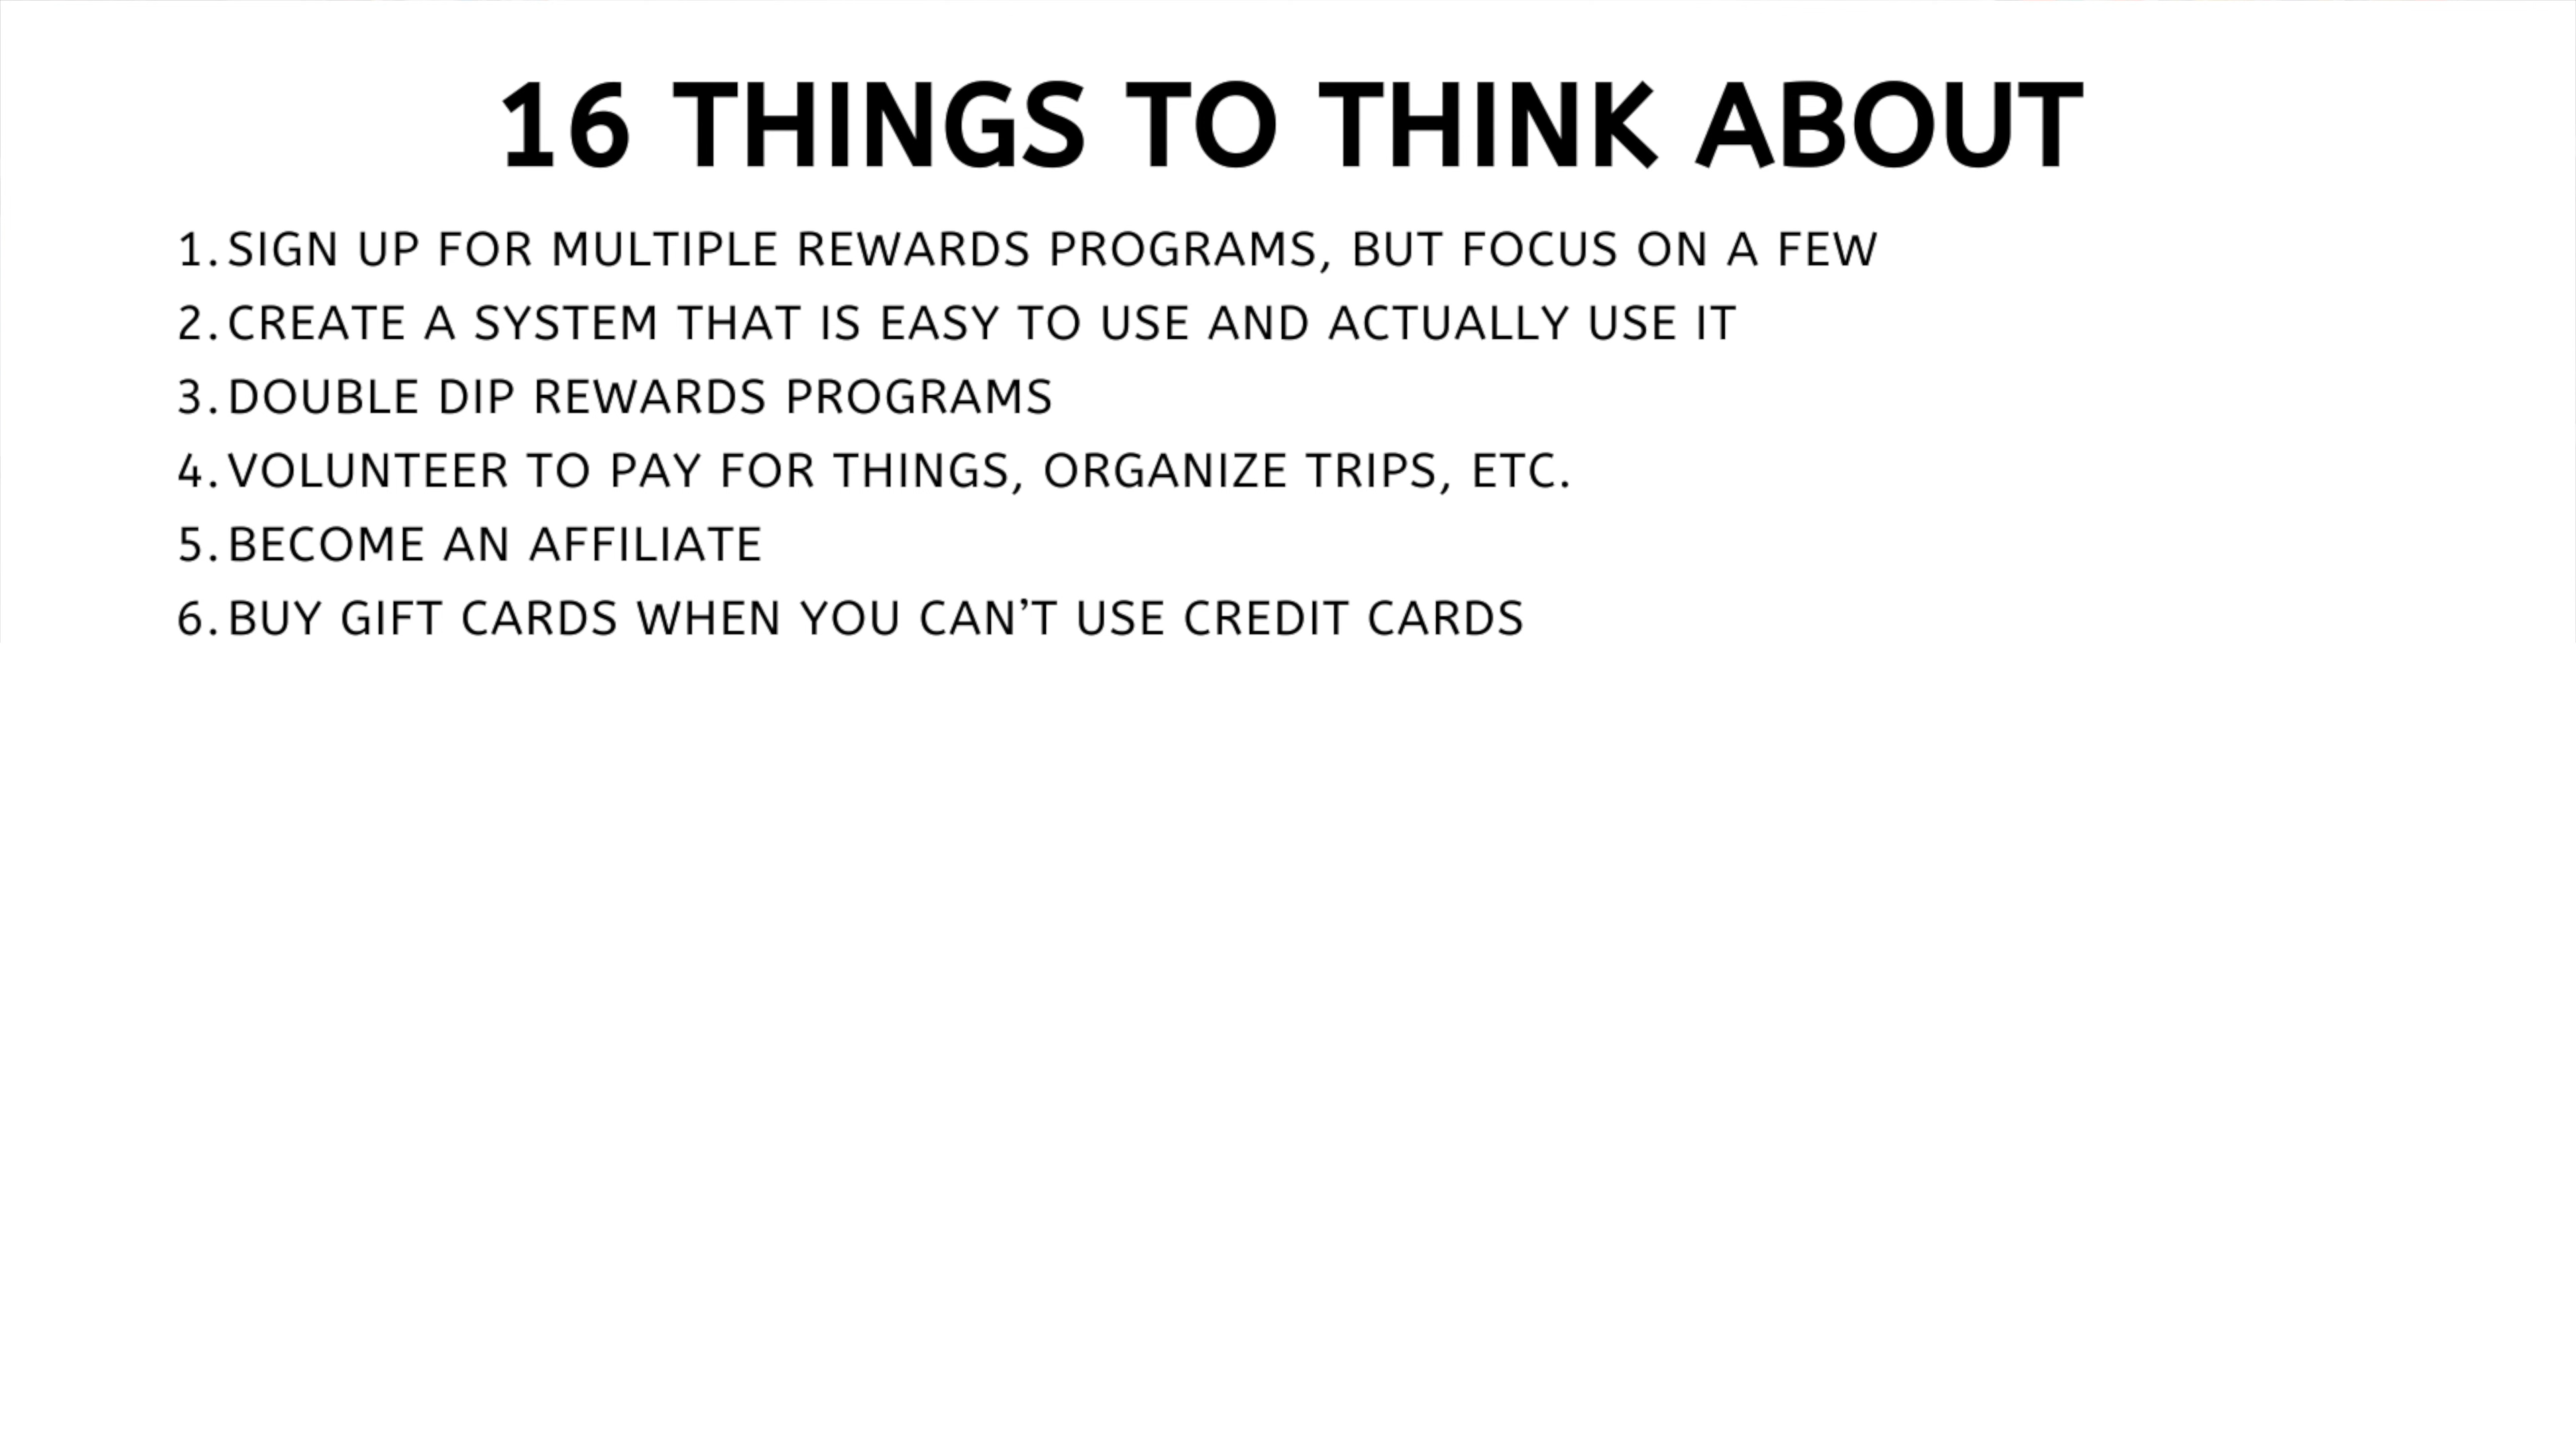 16 THINGS TO THINK ABOUT
1. SIGN UP FOR MULTIPLE REWARDS PROGRAMS, BUT FOCUS ON A FEW
2. CREATE A SYSTEM THAT IS EASY TO USE AND ACTUALLY USE IT
3. DOUBLE DIP REWARDS PROGRAMS
4. VOLUNTEER TO PAY FOR THINGS, ORGANIZE TRIPS, ETC.
5. BECOME AN AFFILIATE
6. BUY GIFT CARDS WHEN YOU CAN’T USE CREDIT CARDS